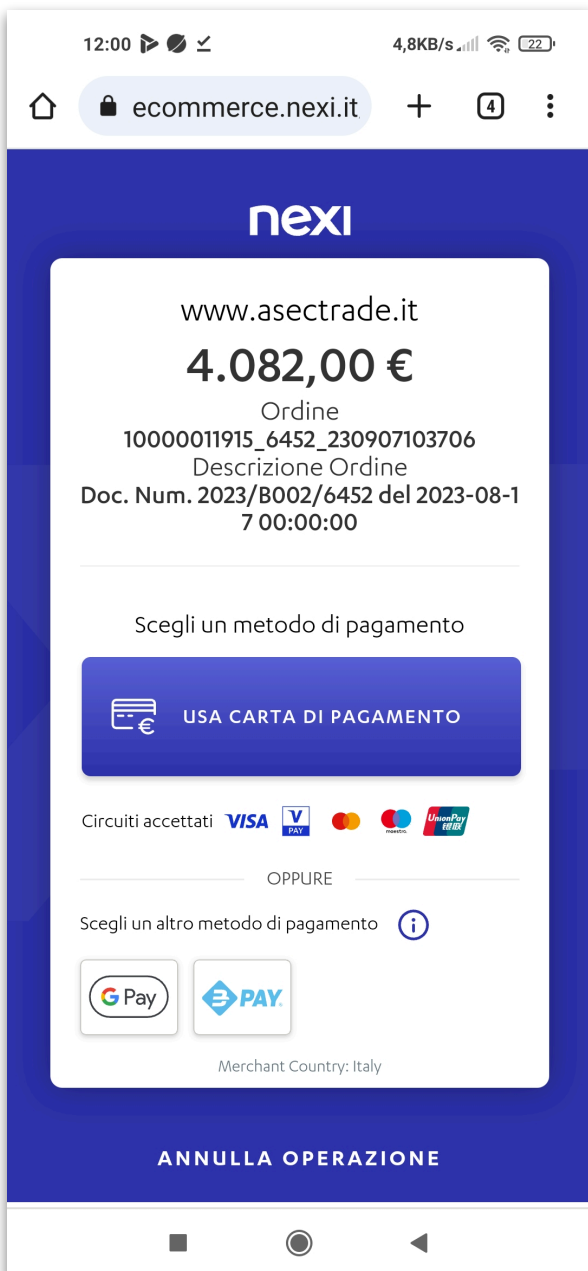 12:00 4,8KB/s 22
ecommerce.nexi.it 4
nexi
www.asectrade.it
4.082,00 €
Ordine
10000011915_6452_230907103706
Descrizione Ordine
Doc. Num. 2023/B002/6452 del 2023-08-1
7 00:00:00
Scegli un metodo di pagamento
USA CARTA DI PAGAMENTO
Circuiti accettati VISA V PAY maestro UnionPay 银联
OPPURE
Scegli un altro metodo di pagamento i
G Pay B PAY
Merchant Country: Italy
ANNULLA OPERAZIONE